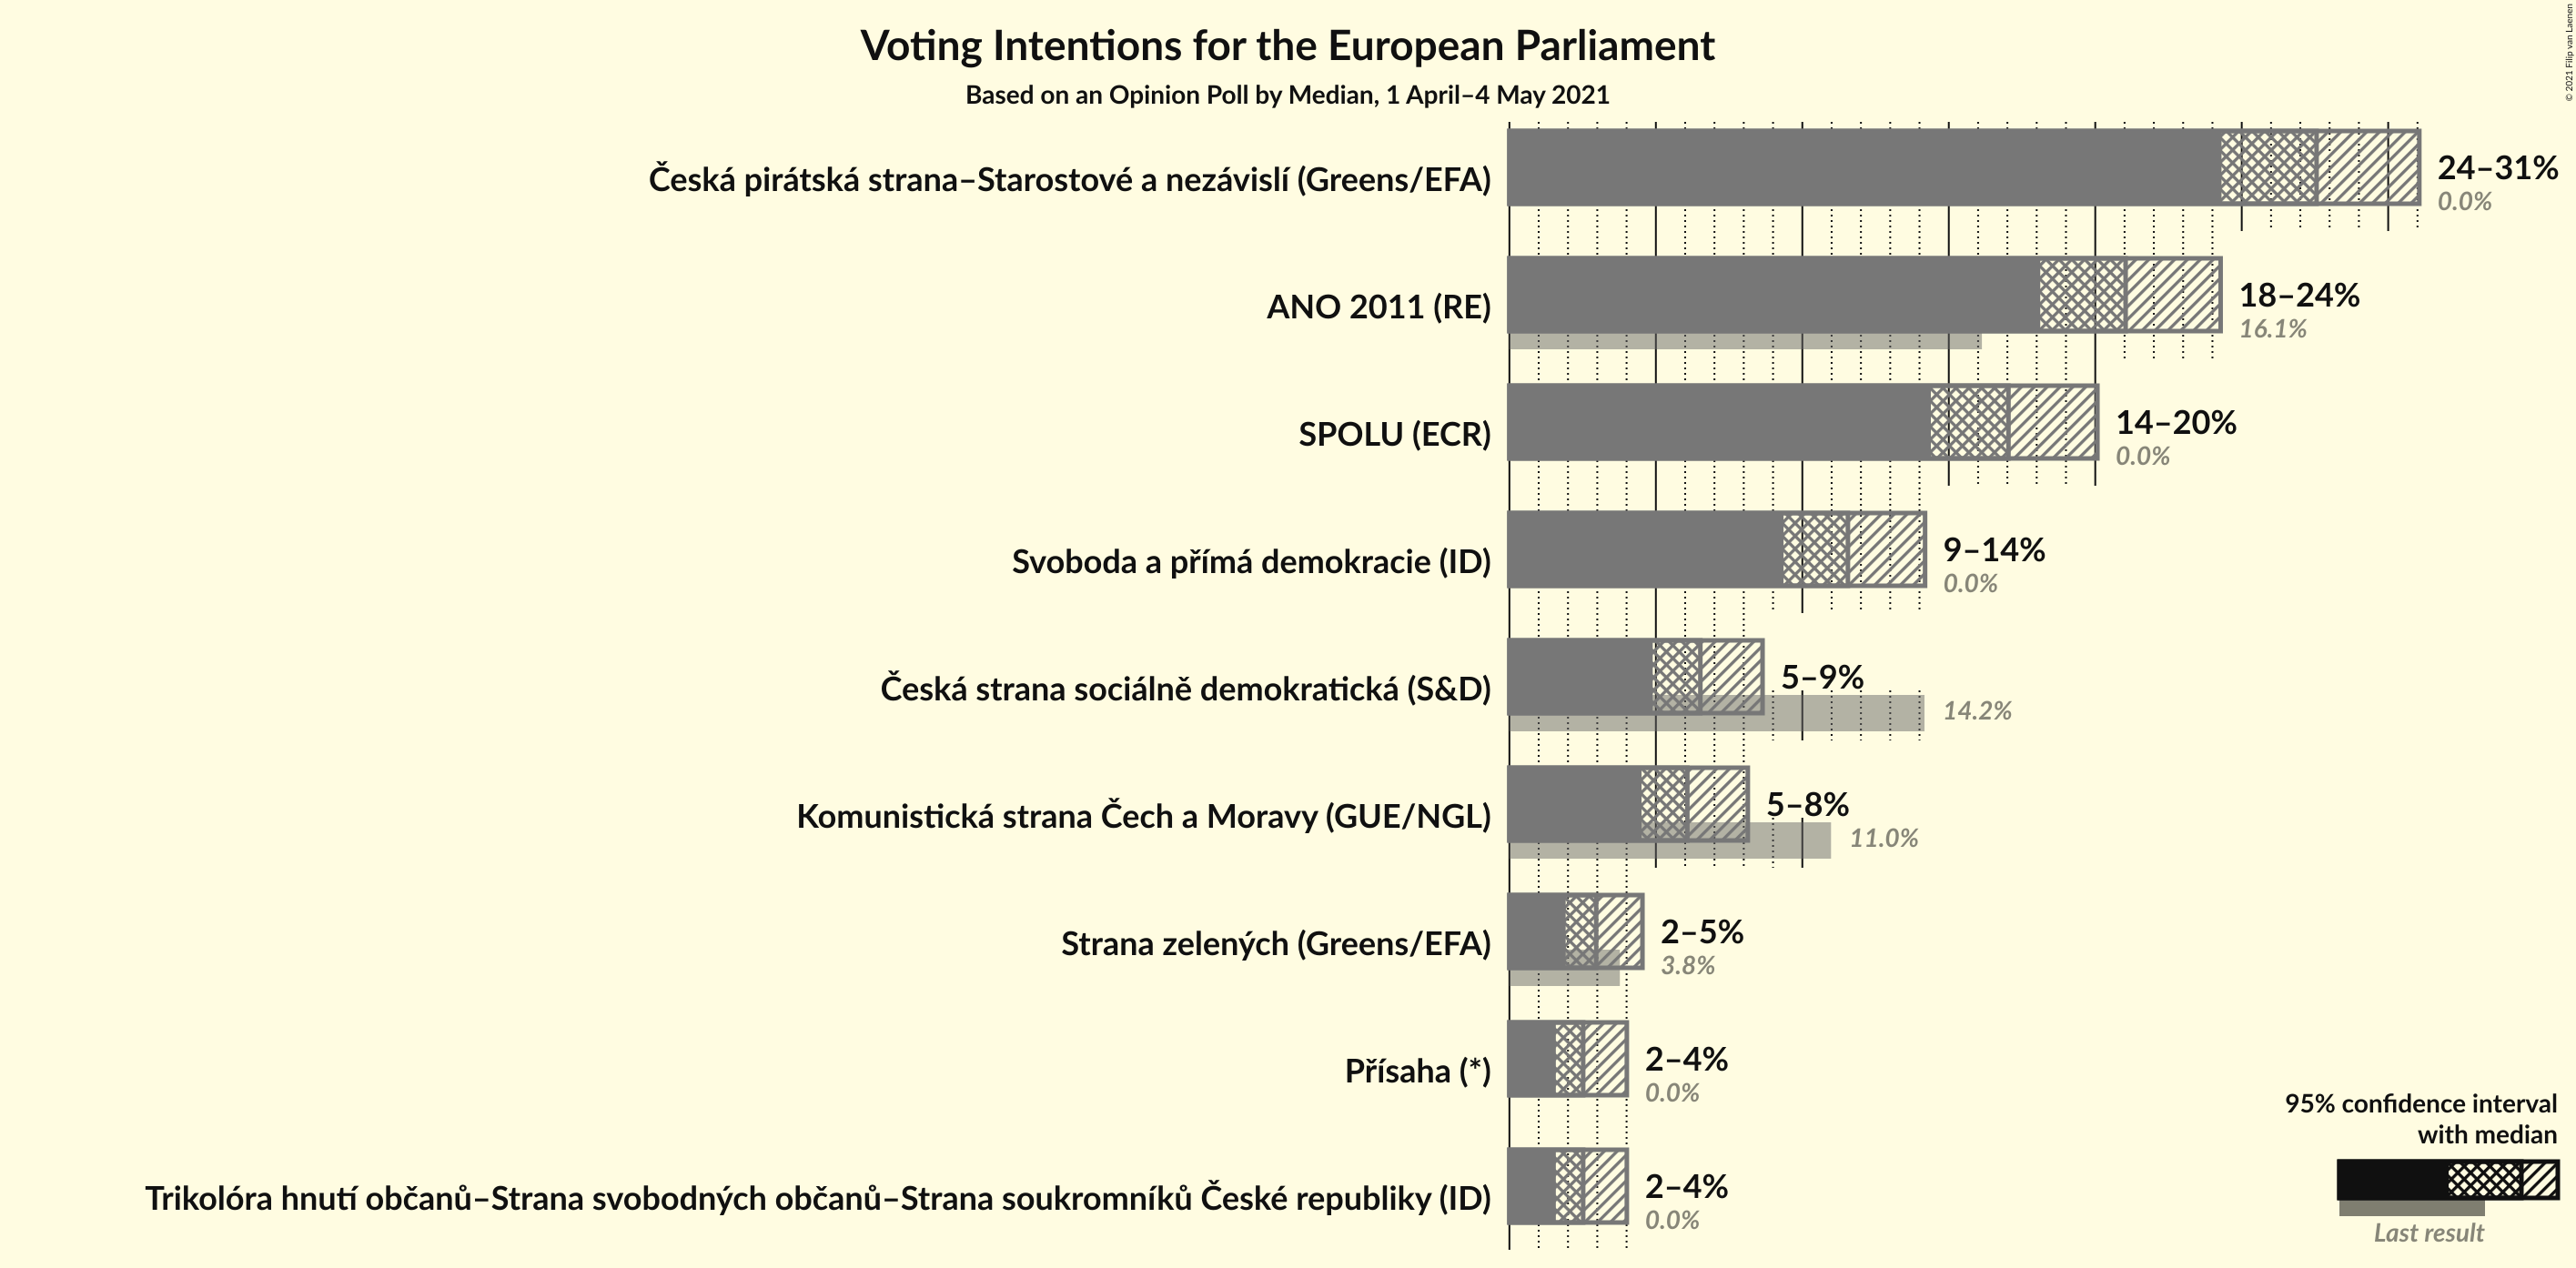 Voting Intentions for the European Parliament
Based on an Opinion Poll by Median, 1 April–4 May 2021
© 2021 Filip van Laenen
Česká pirátská strana–Starostové a nezávislí (Greens/EFA)
24–31%
0.0%
ANO 2011 (RE)
18–24%
16.1%
SPOLU (ECR)
14–20%
0.0%
Svoboda a přímá demokracie (ID)
9–14%
0.0%
Česká strana sociálně demokratická (S&D)
5–9%
14.2%
Komunistická strana Čech a Moravy (GUE/NGL)
5–8%
11.0%
Strana zelených (Greens/EFA)
2–5%
3.8%
Přísaha (*)
2–4%
0.0%
Trikolóra hnutí občanů–Strana svobodných občanů–Strana soukromníků České republiky (ID)
2–4%
0.0%
95% confidence interval
with median
Last result